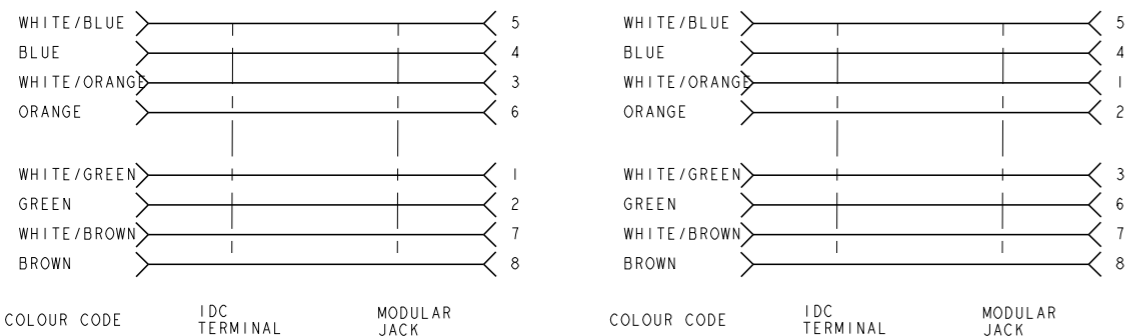 WHITE/BLUE 5 WHITE/BLUE 5
BLUE 4 BLUE 4
WHITE/ORANGE 3 WHITE/ORANGE 1
ORANGE 6 ORANGE 2
WHITE/GREEN 1 WHITE/GREEN 3
GREEN 2 GREEN 6
WHITE/BROWN 7 WHITE/BROWN 7
BROWN 8 BROWN 8
COLOUR CODE IDC TERMINAL MODULAR JACK COLOUR CODE IDC TERMINAL MODULAR JACK